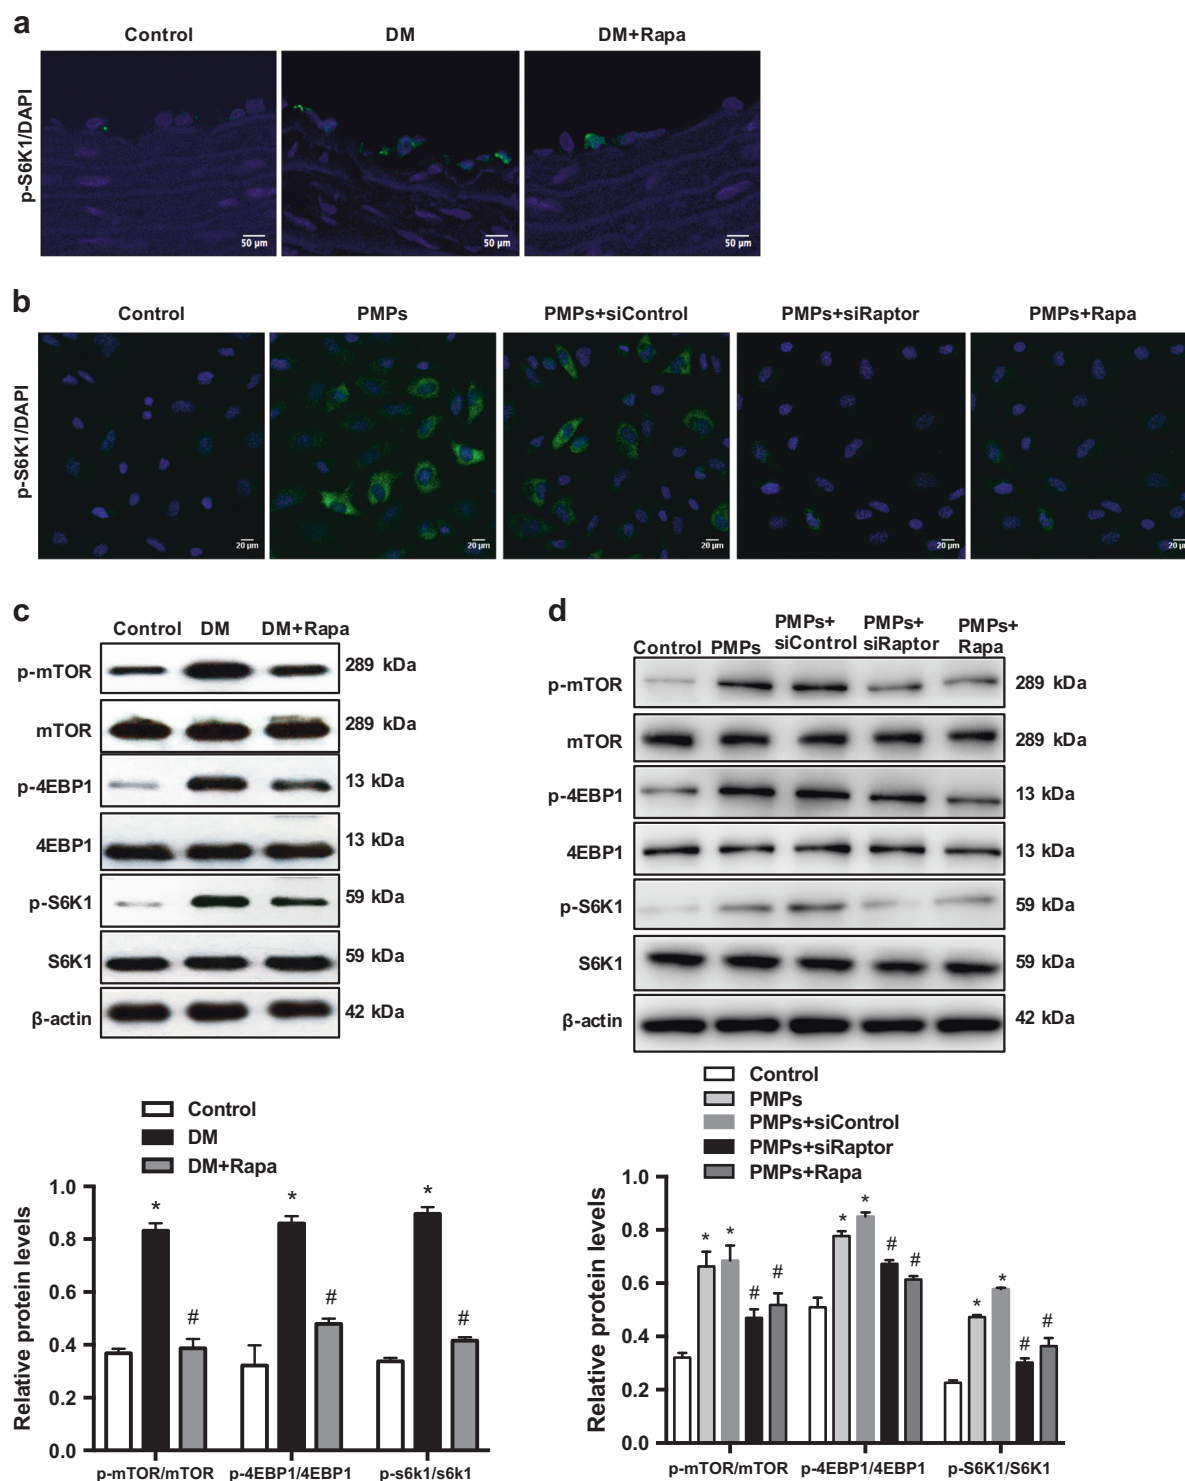 a
Control DM DM+Rapa
p-S6K1/DAPI
50 µm 50 µm 50 µm
b
Control PMPs PMPs+siControl PMPs+siRaptor PMPs+Rapa
p-S6K1/DAPI
20 µm 20 µm 20 µm 20 µm 20 µm
c
Control DM DM+Rapa
p-mTOR 289 kDa
mTOR 289 kDa
p-4EBP1 13 kDa
4EBP1 13 kDa
p-S6K1 59 kDa
S6K1 59 kDa
β-actin 42 kDa
Control
DM
DM+Rapa
Relative protein levels
1.0
0.8
0.6
0.4
0.2
0.0
* # * # * #
p-mTOR/mTOR p-4EBP1/4EBP1 p-s6k1/s6k1
d
Control PMPs PMPs+ siControl PMPs+ siRaptor PMPs+ Rapa
p-mTOR 289 kDa
mTOR 289 kDa
p-4EBP1 13 kDa
4EBP1 13 kDa
p-S6K1 59 kDa
S6K1 59 kDa
β-actin 42 kDa
Control
PMPs
PMPs+siControl
PMPs+siRaptor
PMPs+Rapa
Relative protein levels
1.0
0.8
0.6
0.4
0.2
0.0
* * # # * * # # * * # #
p-mTOR/mTOR p-4EBP1/4EBP1 p-S6K1/S6K1